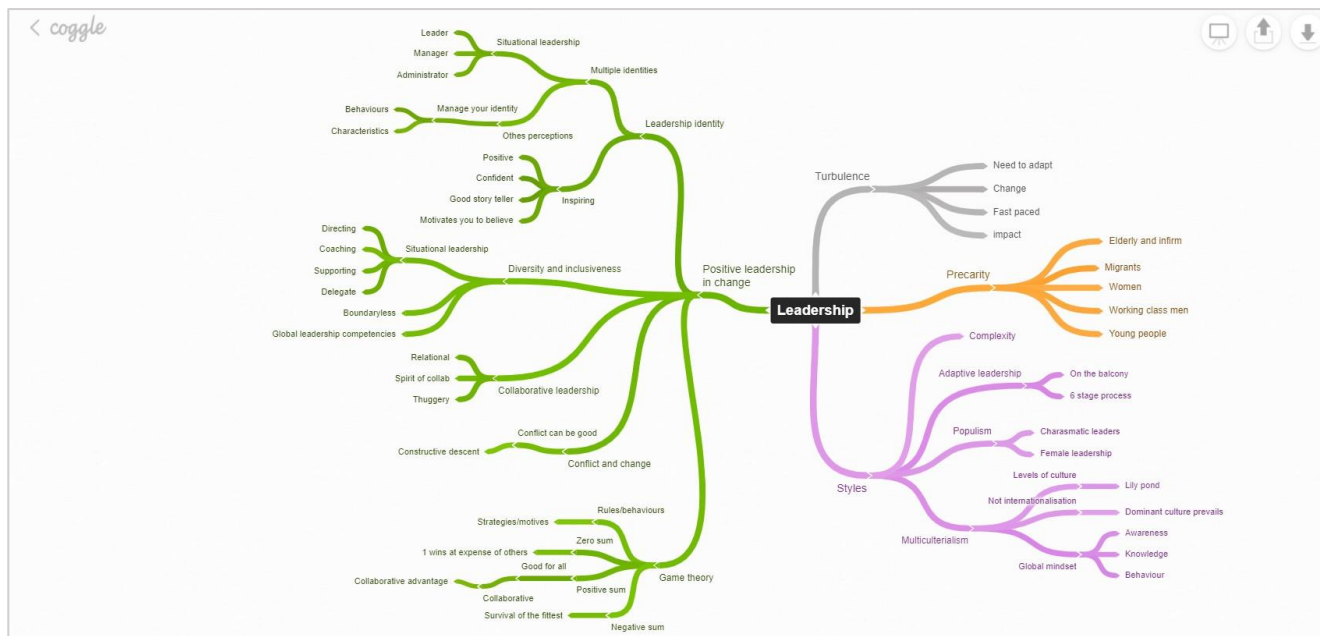 coggle
Leadership
Positive leadership
in change
Leadership identity
Multiple identities
Situational leadership
Leader
Manager
Administrator
Manage your identity
Behaviours
Characteristics
Othes perceptions
Inspiring
Positive
Confident
Good story teller
Motivates you to believe
Diversity and inclusiveness
Situational leadership
Directing
Coaching
Supporting
Delegate
Boundaryless
Global leadership competencies
Collaborative leadership
Relational
Spirit of collab
Thuggery
Conflict and change
Conflict can be good
Constructive descent
Game theory
Rules/behaviours
Strategies/motives
Zero sum
1 wins at expense of others
Positive sum
Good for all
Collaborative
Collaborative advantage
Negative sum
Survival of the fittest
Turbulence
Need to adapt
Change
Fast paced
impact
Precarity
Elderly and infirm
Migrants
Women
Working class men
Young people
Styles
Complexity
Adaptive leadership
On the balcony
6 stage process
Populism
Charasmatic leaders
Female leadership
Multiculterialism
Levels of culture
Lily pond
Not internationalisation
Dominant culture prevails
Global mindset
Awareness
Knowledge
Behaviour